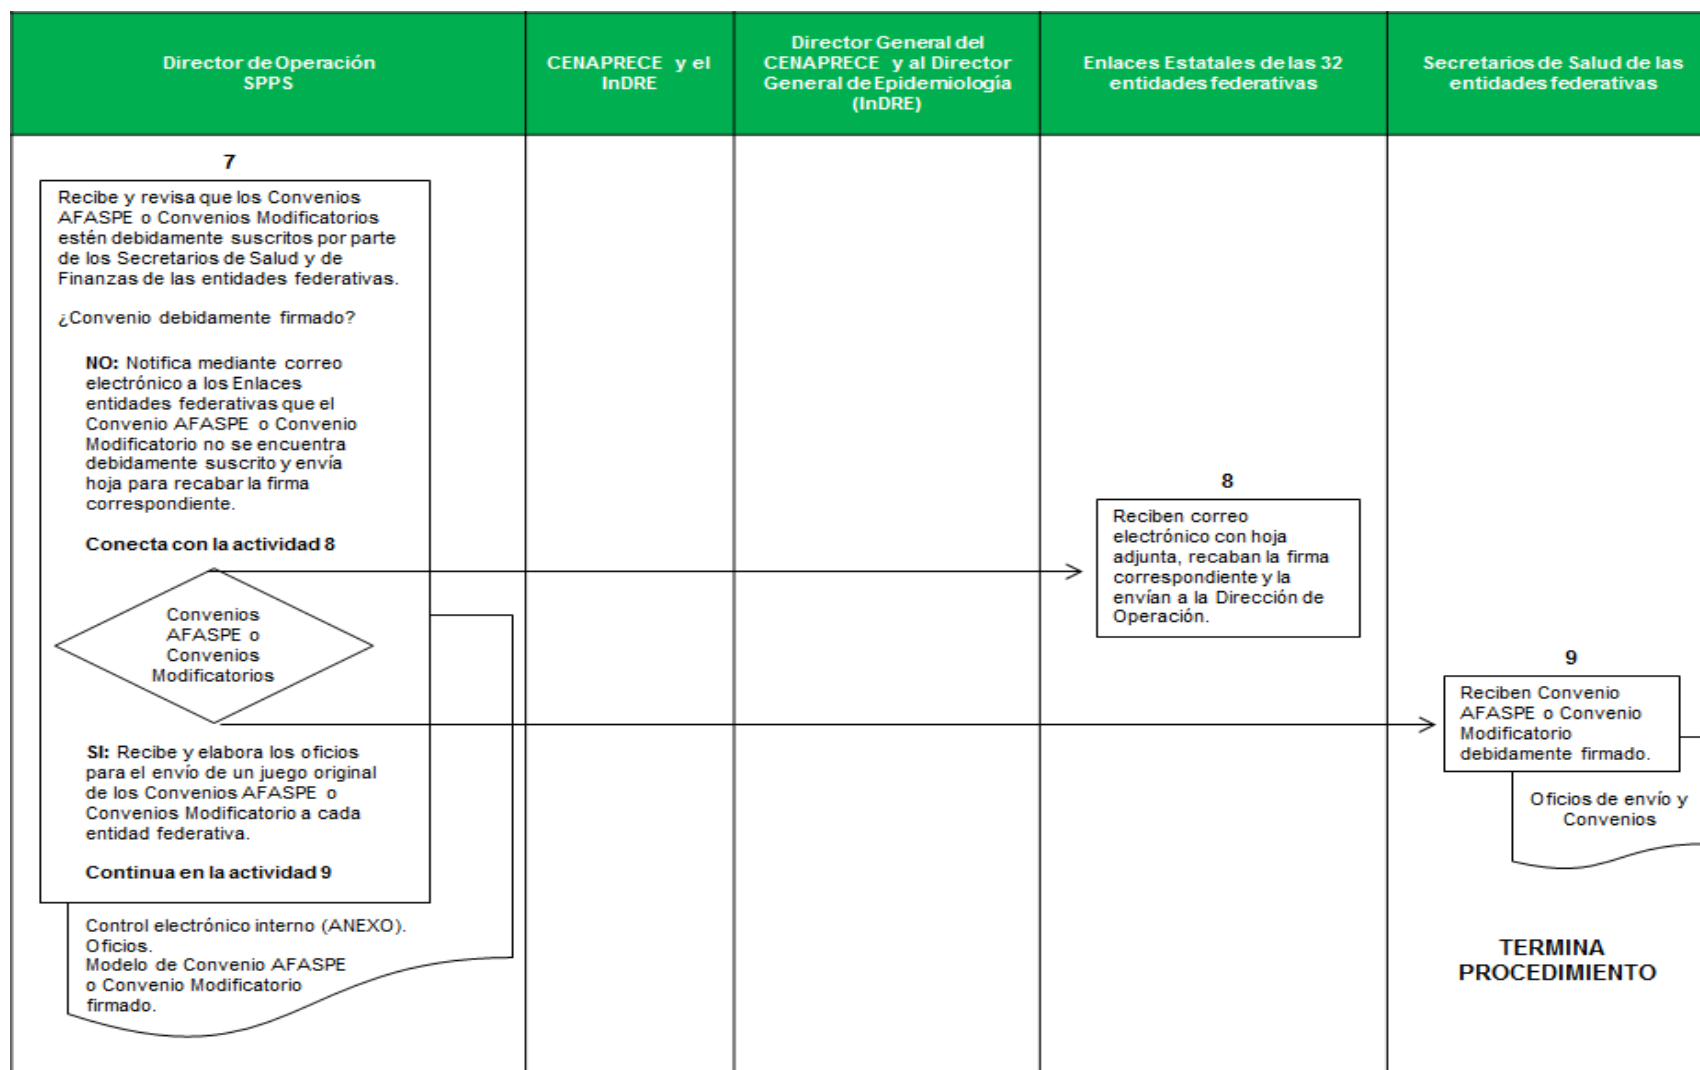 Director de Operación
SPPS
CENAPRECE y el
InDRE
Director General del
CENAPRECE y al Director
General de Epidemiología
(InDRE)
Enlaces Estatales de las 32
entidades federativas
Secretarios de Salud de las
entidades federativas
7
Recibe y revisa que los Convenios
AFASPE o Convenios Modificatorios
estén debidamente suscritos por parte
de los Secretarios de Salud y de
Finanzas de las entidades federativas.
¿Convenio debidamente firmado?
NO: Notifica mediante correo
electrónico a los Enlaces
entidades federativas que el
Convenio AFASPE o Convenio
Modificatorio no se encuentra
debidamente suscrito y envía
hoja para recabar la firma
correspondiente.
Conecta con la actividad 8
Convenios
AFASPE o
Convenios
Modificatorios
SI: Recibe y elabora los oficios
para el envío de un juego original
de los Convenios AFASPE o
Convenios Modificatorio a cada
entidad federativa.
Continua en la actividad 9
Control electrónico interno (ANEXO).
Oficios.
Modelo de Convenio AFASPE
o Convenio Modificatorio
firmado.
8
Reciben correo
electrónico con hoja
adjunta, recaban la firma
correspondiente y la
envían a la Dirección de
Operación.
9
Reciben Convenio
AFASPE o Convenio
Modificatorio
debidamente firmado.
Oficios de envío y
Convenios
TERMINA
PROCEDIMIENTO